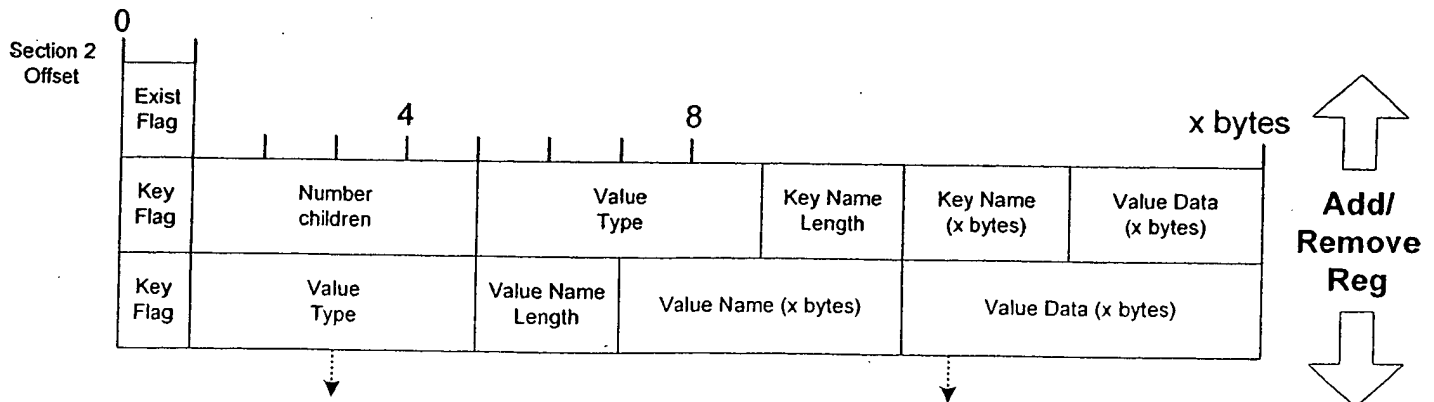 0
Section 2
Offset
Exist
Flag
4
8
x bytes
Key
Flag
Number
children
Value
Type
Key Name
Length
Key Name
(x bytes)
Value Data
(x bytes)
Add/
Remove
Reg
Key
Flag
Value
Type
Value Name
Length
Value Name (x bytes)
Value Data (x bytes)